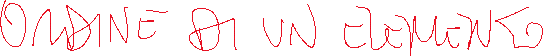 ORDINE DI UN ELEMENTO